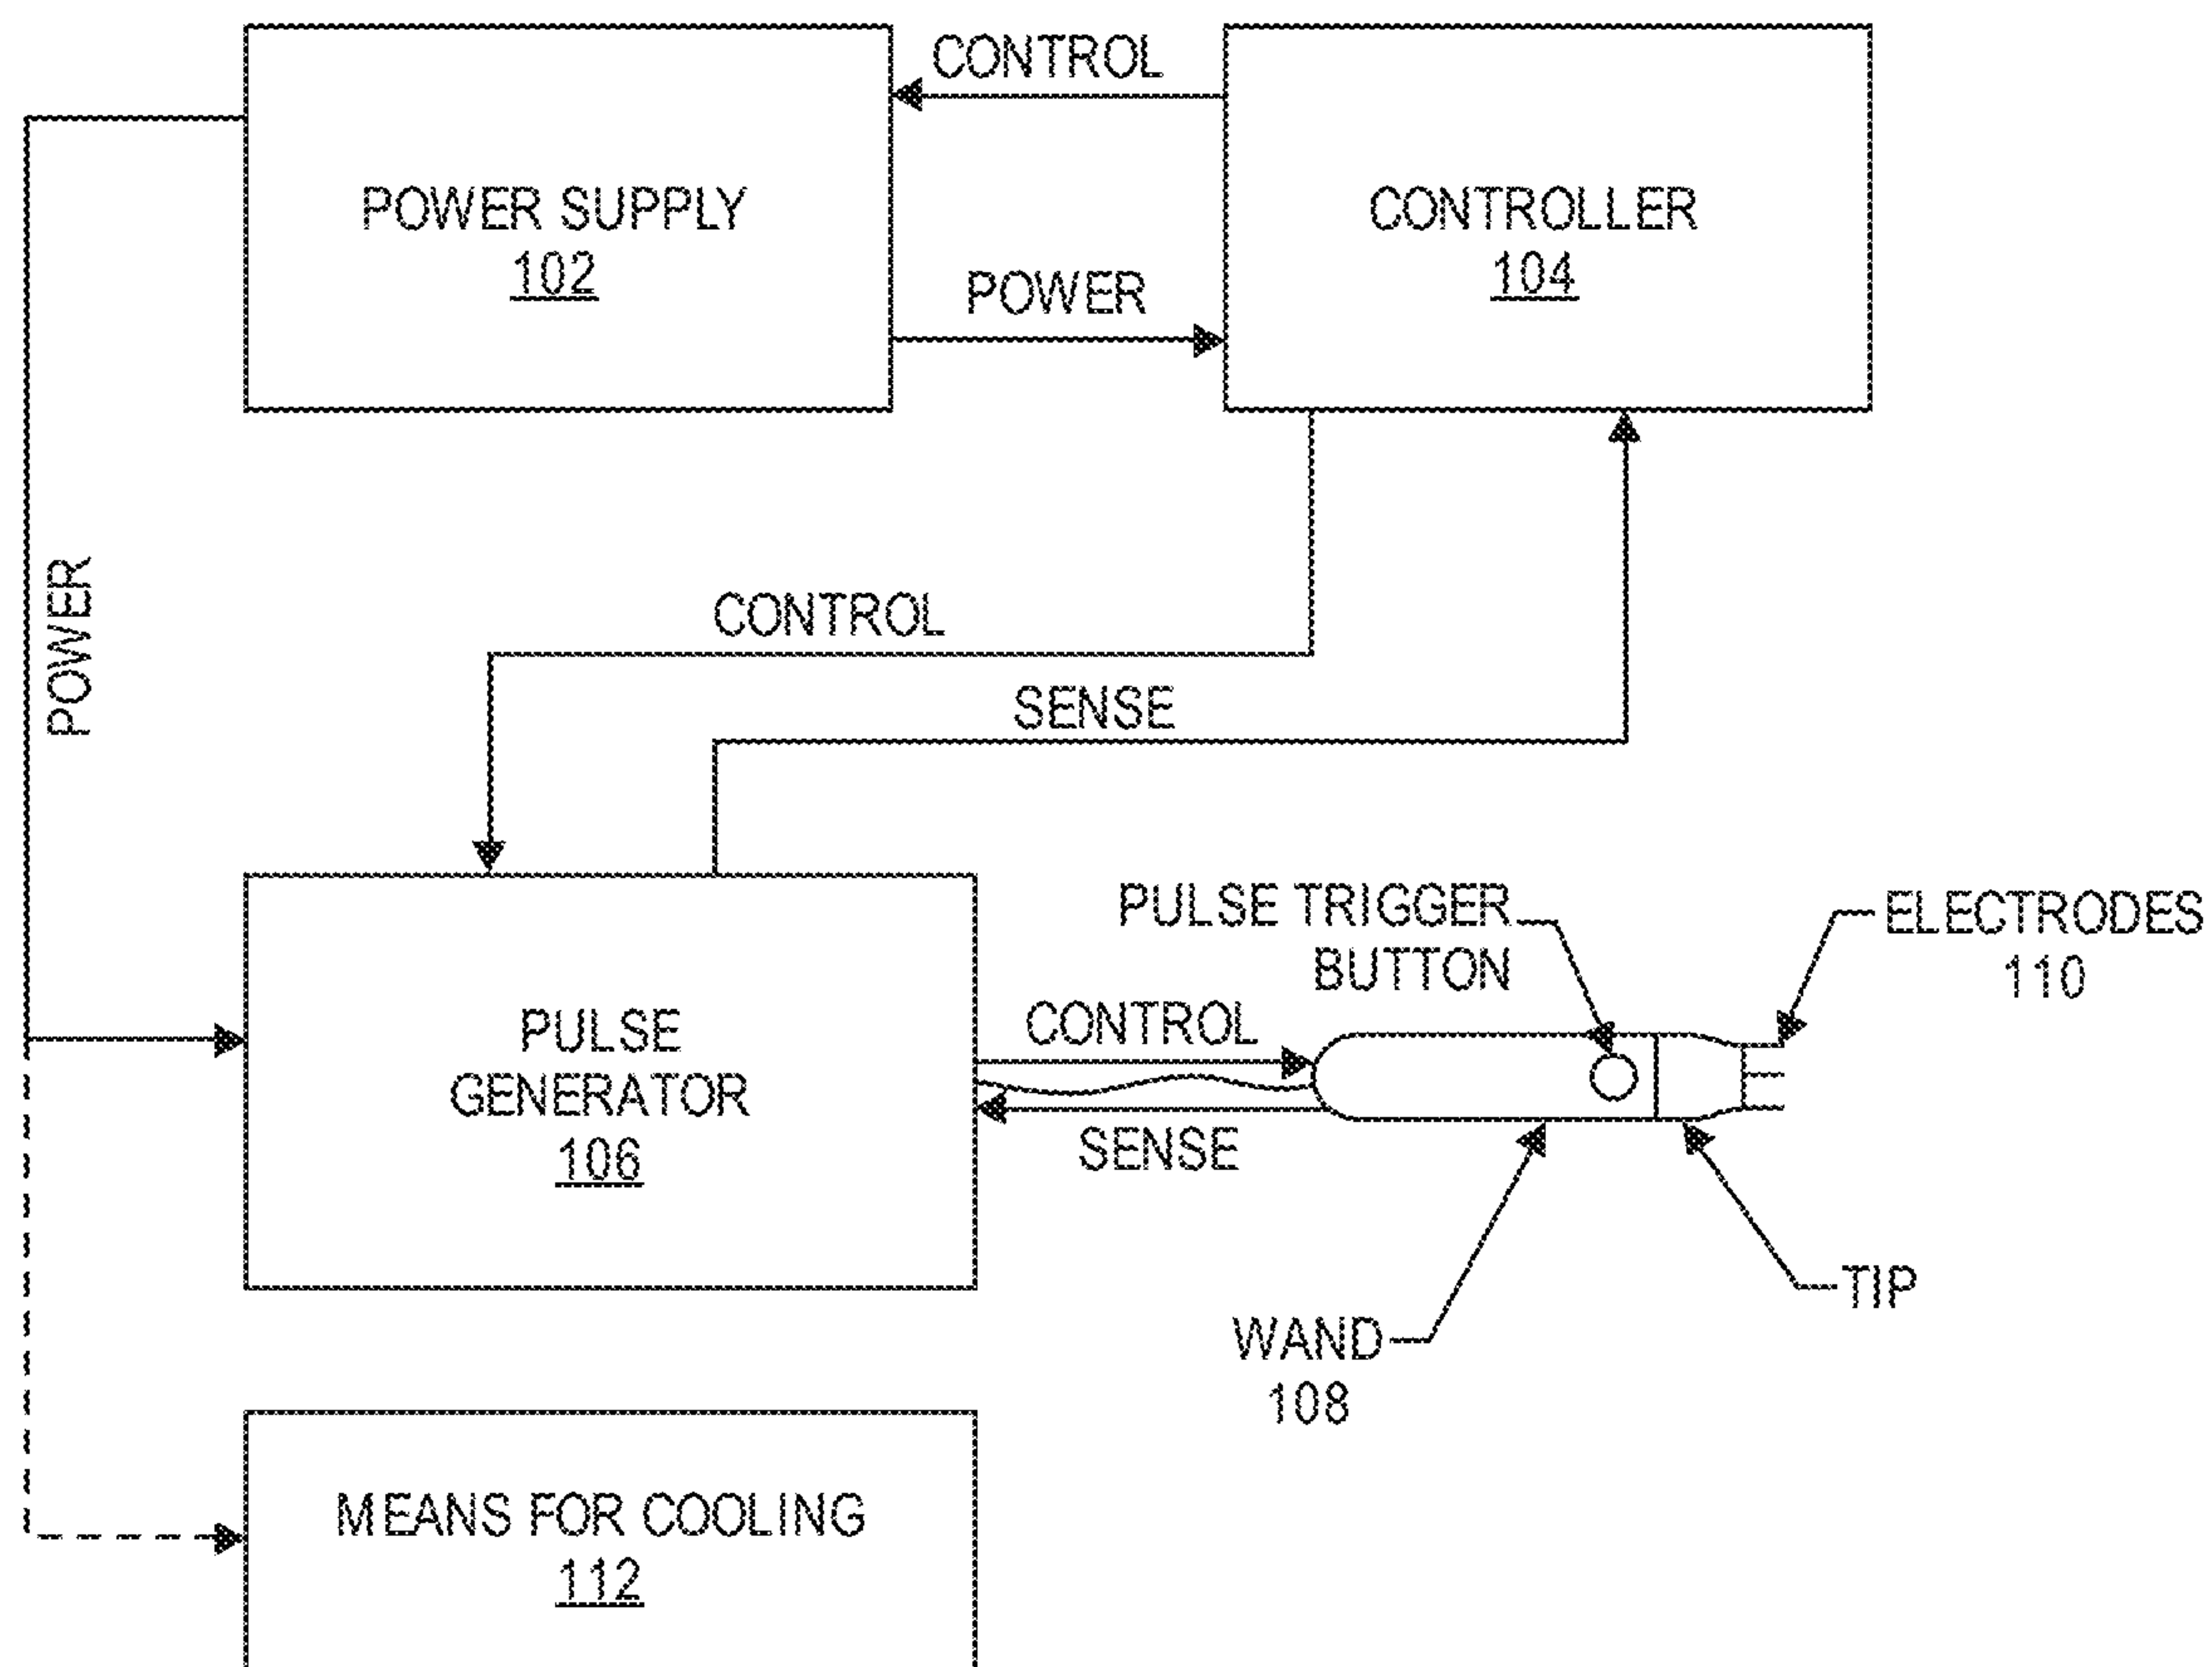 CONTROL
POWER SUPPLY
102
CONTROLLER
104
POWER
POWER
CONTROL
SENSE
PULSE TRIGGER
BUTTON
ELECTRODES
110
PULSE
GENERATOR
106
CONTROL
SENSE
TIP
WAND
108
MEANS FOR COOLING
112